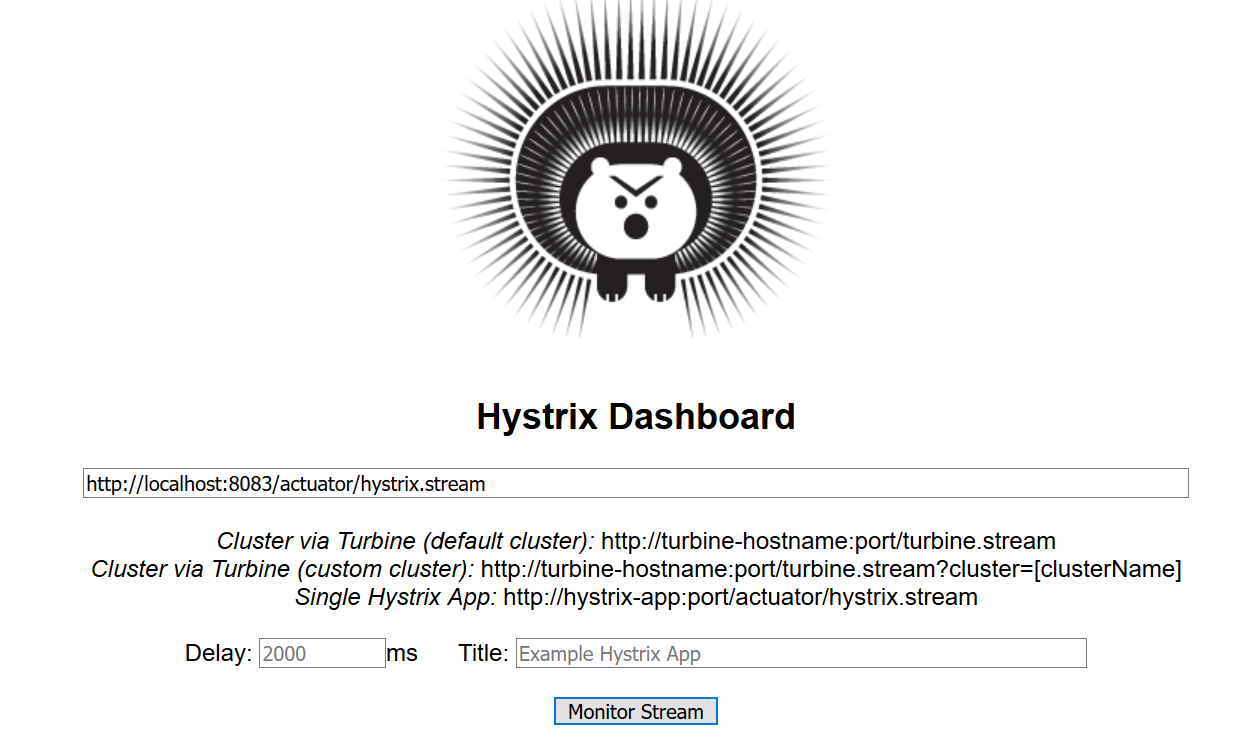 Hystrix Dashboard
http://localhost:8083/actuator/hystrix.stream
Cluster via Turbine (default cluster): http://turbine-hostname:port/turbine.stream
Cluster via Turbine (custom cluster): http://turbine-hostname:port/turbine.stream?cluster=[clusterName]
Single Hystrix App: http://hystrix-app:port/actuator/hystrix.stream
Delay: 2000 ms Title: Example Hystrix App
Monitor Stream